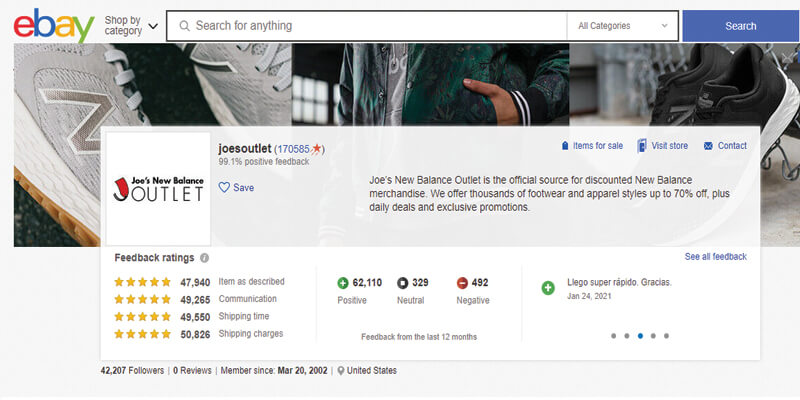 ebay
Shop by
category
Search for anything
All Categories
Search
joesoutlet (170585)
99.1% positive feedback
Save
Items for sale
Visit store
Contact
Joe's New Balance
OUTLET
Joe's New Balance Outlet is the official source for discounted New Balance
merchandise. We offer thousands of footwear and apparel styles up to 70% off, plus
daily deals and exclusive promotions.
Feedback ratings
See all feedback
47,940 Item as described
49,265 Communication
49,550 Shipping time
50,826 Shipping charges
62,110
Positive
329
Neutral
492
Negative
Feedback from the last 12 months
Llego super rápido. Gracias.
Jan 24, 2021
42,207 Followers | 0 Reviews | Member since: Mar 20, 2002 | United States